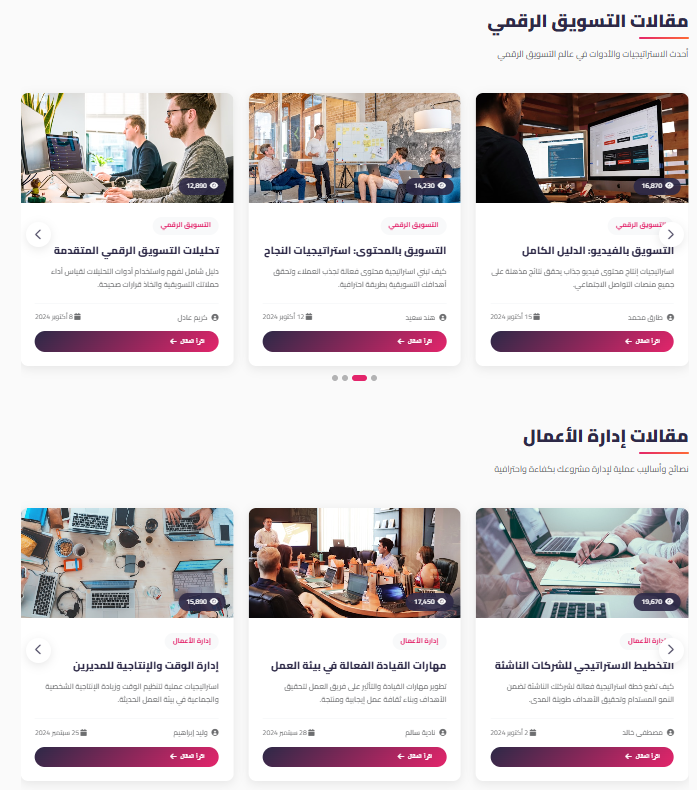 مقالات التسويق الرقمي
أحدث الاستراتيجيات والأدوات في عالم التسويق الرقمي
16,870
التسويق الرقمي
التسويق بالفيديو: الدليل الكامل
استراتيجيات إنتاج محتوى فيديو جذاب يحقق نتائج مذهلة على
جميع منصات التواصل الاجتماعي.
طارق محمد
15 أكتوبر 2024
اقرأ المقال
14,230
التسويق الرقمي
التسويق بالمحتوى: استراتيجيات النجاح
كيف تبني استراتيجية محتوى فعالة تجذب العملاء وتحقق
أهدافك التسويقية بطريقة احترافية.
هند سعيد
12 أكتوبر 2024
اقرأ المقال
12,890
التسويق الرقمي
تحليلات التسويق الرقمي المتقدمة
دليل شامل لفهم واستخدام أدوات التحليلات لقياس أداء
حملاتك التسويقية واتخاذ قرارات صحيحة.
كريم عادل
8 أكتوبر 2024
اقرأ المقال
مقالات إدارة الأعمال
نصائح وأساليب عملية لإدارة مشروعك بكفاءة واحترافية
19,670
إدارة الأعمال
التخطيط الاستراتيجي للشركات الناشئة
كيف تضع خطة استراتيجية فعالة لشركتك الناشئة تضمن
النمو المستدام وتحقيق الأهداف طويلة المدى.
مصطفى خالد
2 أكتوبر 2024
اقرأ المقال
17,450
إدارة الأعمال
مهارات القيادة الفعالة في بيئة العمل
تطوير مهارات القيادة والتأثير على فريق العمل لتحقيق
الأهداف وبناء ثقافة عمل إيجابية ومنتجة.
نادية سالم
28 سبتمبر 2024
اقرأ المقال
15,890
إدارة الأعمال
إدارة الوقت والإنتاجية للمديرين
استراتيجيات عملية لتنظيم الوقت وزيادة الإنتاجية الشخصية
والجماعية في بيئة العمل الحديثة.
وليد إبراهيم
25 سبتمبر 2024
اقرأ المقال